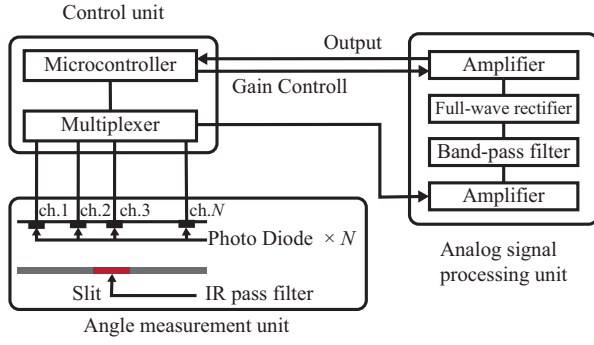 Control unit
Microcontroller
Multiplexer
Output
Gain Controll
Amplifier
Full-wave rectifier
Band-pass filter
Amplifier
Analog signal
processing unit
ch.1 ch.2 ch.3 ch.N
Photo Diode × N
Slit IR pass filter
Angle measurement unit